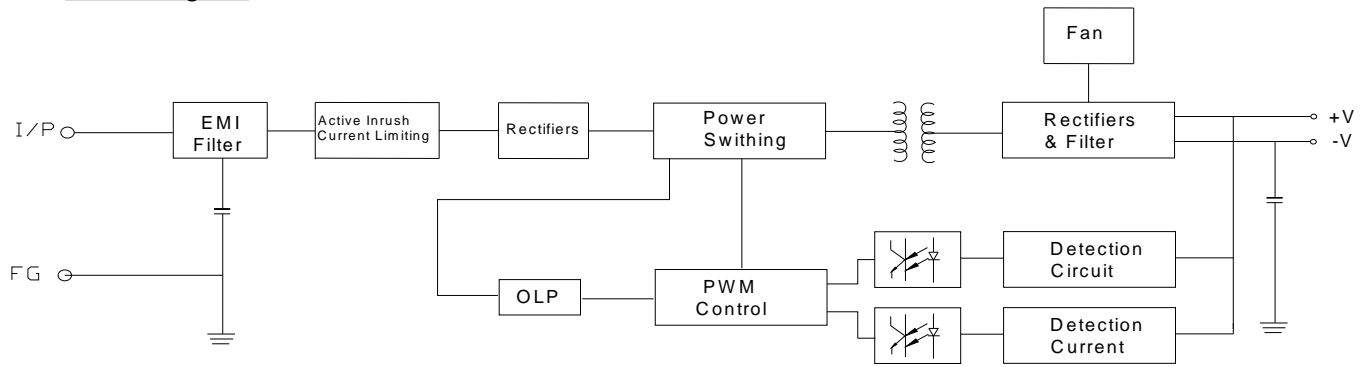 Fan
I/P
EMI
Filter
Active Inrush
Current Limiting
Rectifiers
Power
Swithing
Rectifiers
& Filter
+V
-V
FG
OLP
PWM
Control
Detection
Circuit
Detection
Current